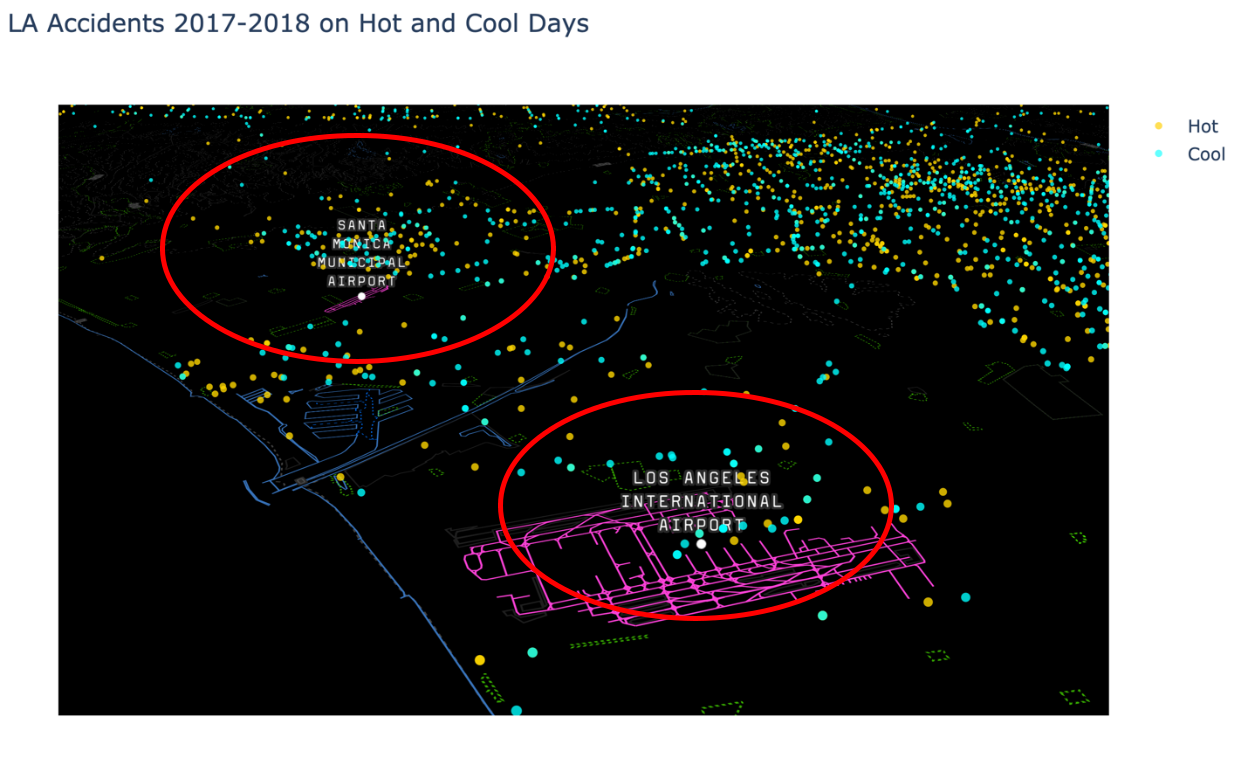 LA Accidents 2017-2018 on Hot and Cool Days
Hot
Cool
SANTA
MONICA
MUNICIPAL
AIRPORT
LOS ANGELES
INTERNATIONAL
AIRPORT